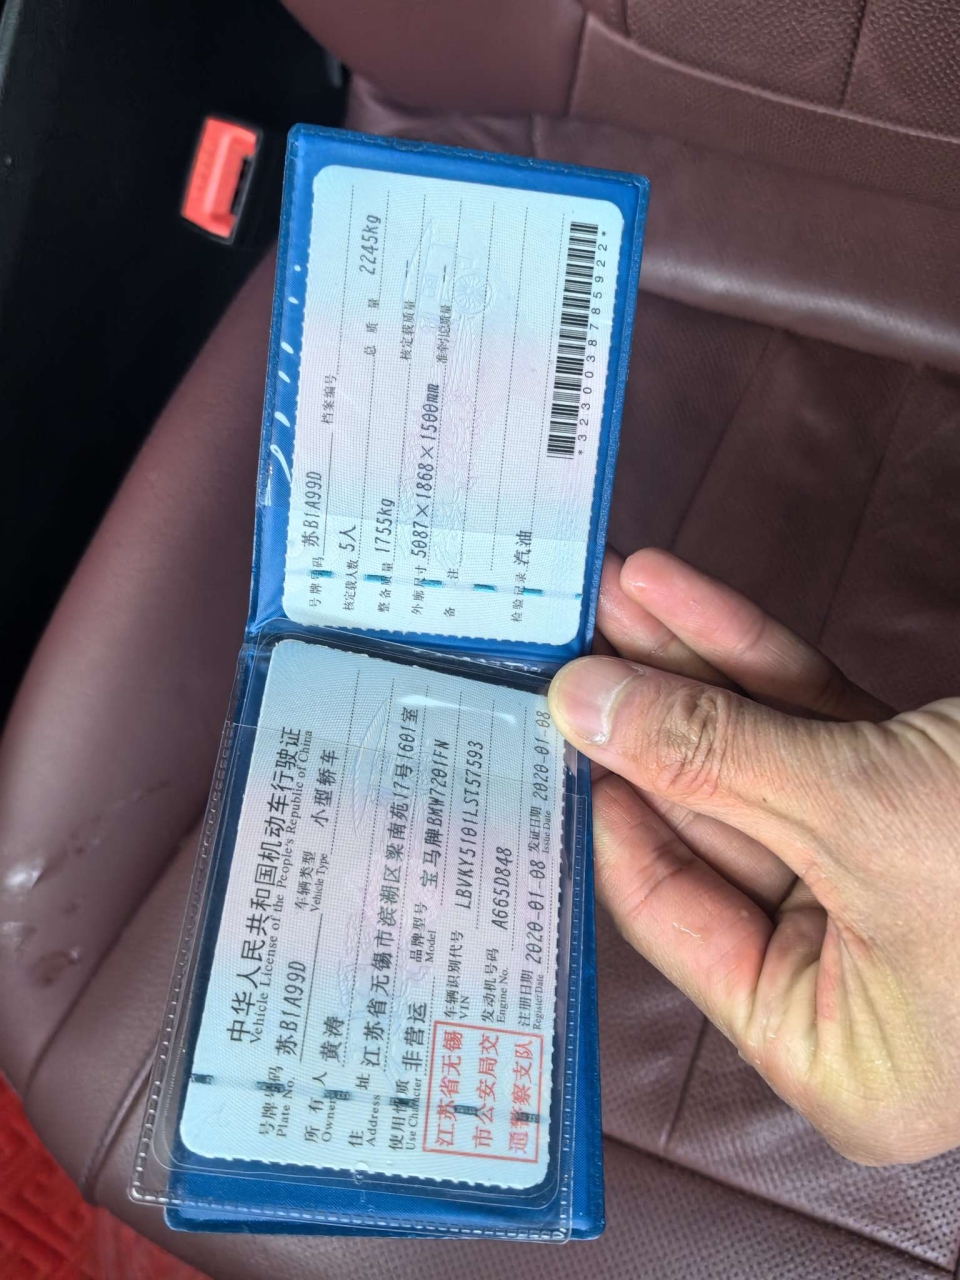 中华人民共和国机动车行驶证
Vehicle License of the People's Republic of China
号牌号码 苏B1A99D 车辆类型 小型轿车
Plate No. Vehicle Type
所有人 黄涛
Owner
住址 江苏省无锡市滨湖区梁南苑17号1601室
Address
使用性质 非营运 品牌型号 宝马牌BMW7201FN
Use Character Model
江苏省无锡
市公安局交
通警察支队
车辆识别代号 LBVKY5101LST57593
VIN
发动机号码 A665D848
Engine No.
注册日期 2020-01-08 发证日期 2020-01-08
Register Date Issue Date
号牌号码 苏B1A99D 档案编号
核定载人数 5人 总质量 2245kg
整备质量 1755kg 核定载质量 —
外廓尺寸 5087×1868×1500mm 准牵引总质量 —
备注
检验记录 汽油
*3230038785922*